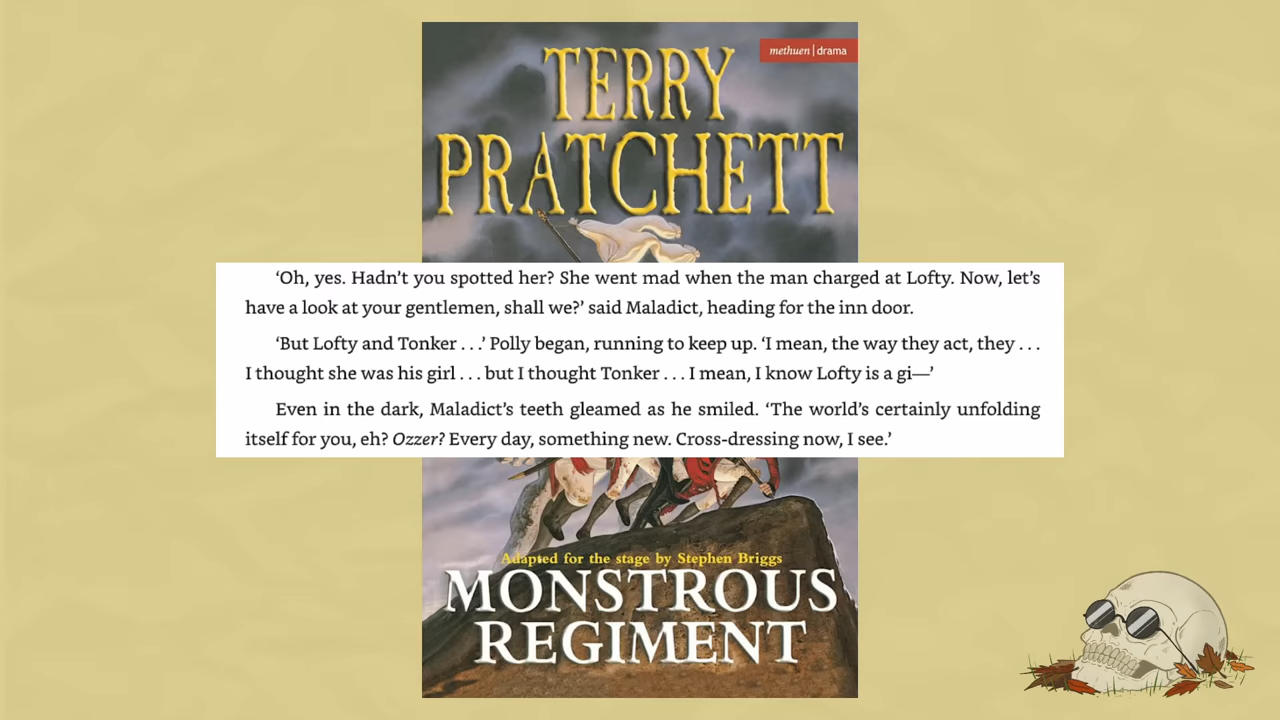 TERRY
methuen | drama
PRATCHETT
‘Oh, yes. Hadn’t you spotted her? She went mad when the man charged at Lofty. Now, let’s
have a look at your gentlemen, shall we?’ said Maladict, heading for the inn door.
‘But Lofty and Tonker . . .’ Polly began, running to keep up. ‘I mean, the way they act, they . . .
I thought she was his girl . . . but I thought Tonker . . . I mean, I know Lofty is a gi—’
Even in the dark, Maladict’s teeth gleamed as he smiled. ‘The world’s certainly unfolding
itself for you, eh? Ozzer? Every day, something new. Cross-dressing now, I see.’
Adapted for the stage by Stephen Briggs
MONSTROUS
REGIMENT